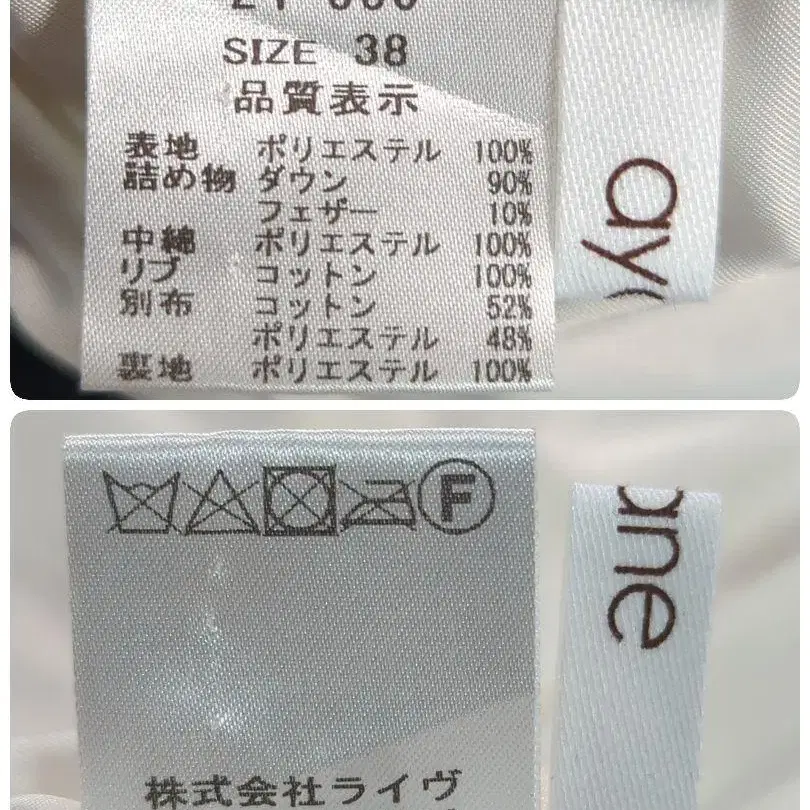 SIZE 38
品質表示
表地 ポリエステル 100%
詰め物 ダウン 90%
フェザー 10%
中綿 ポリエステル 100%
リブ コットン 100%
別布 コットン 52%
ポリエステル 48%
裏地 ポリエステル 100%
ay
F
ane
株式会社ライヴ